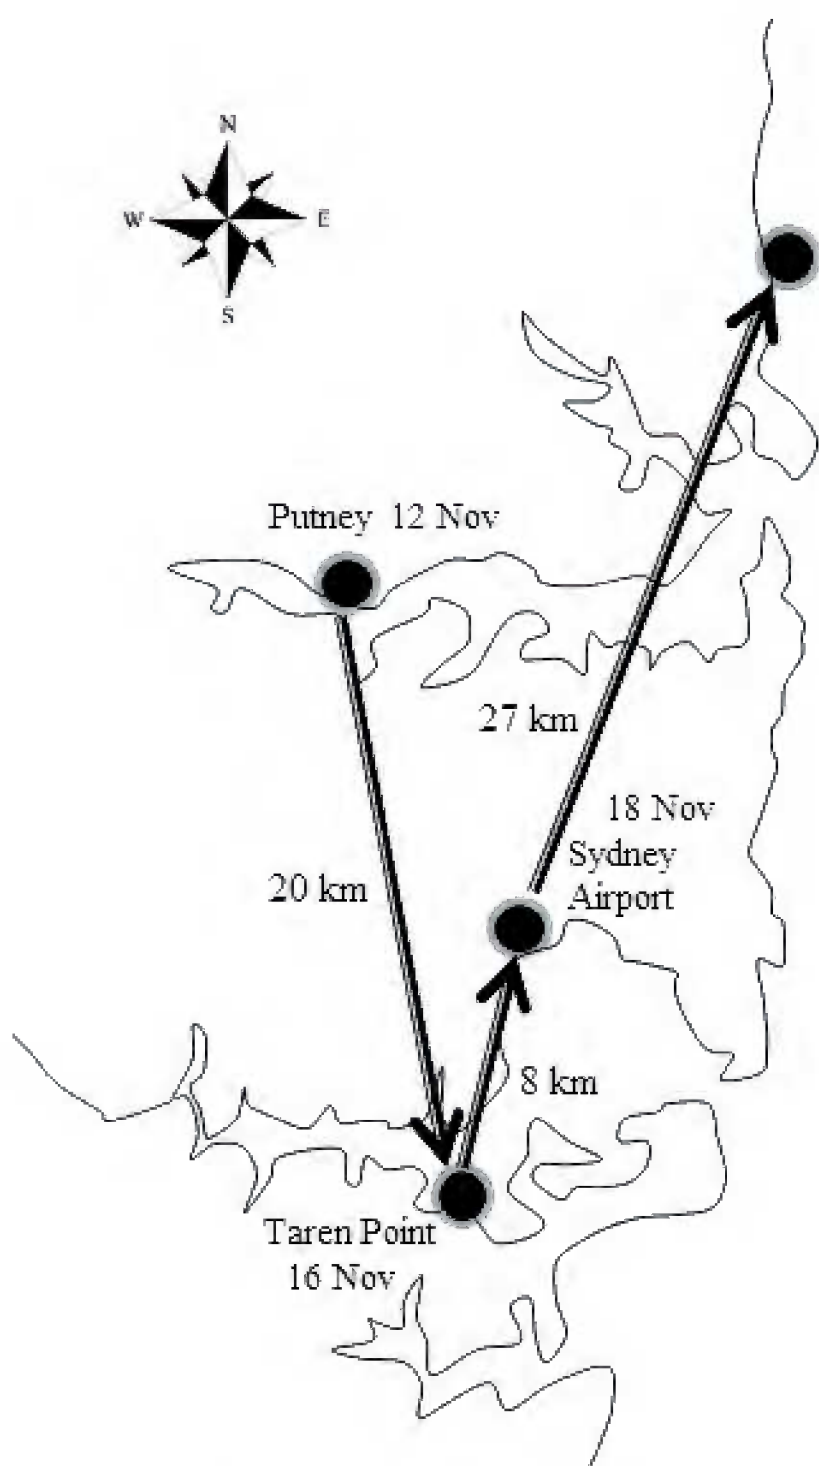 N
W
E
S
Putney 12 Nov
27 km
18 Nov
Sydney
Airport
20 km
8 km
Taren Point
16 Nov